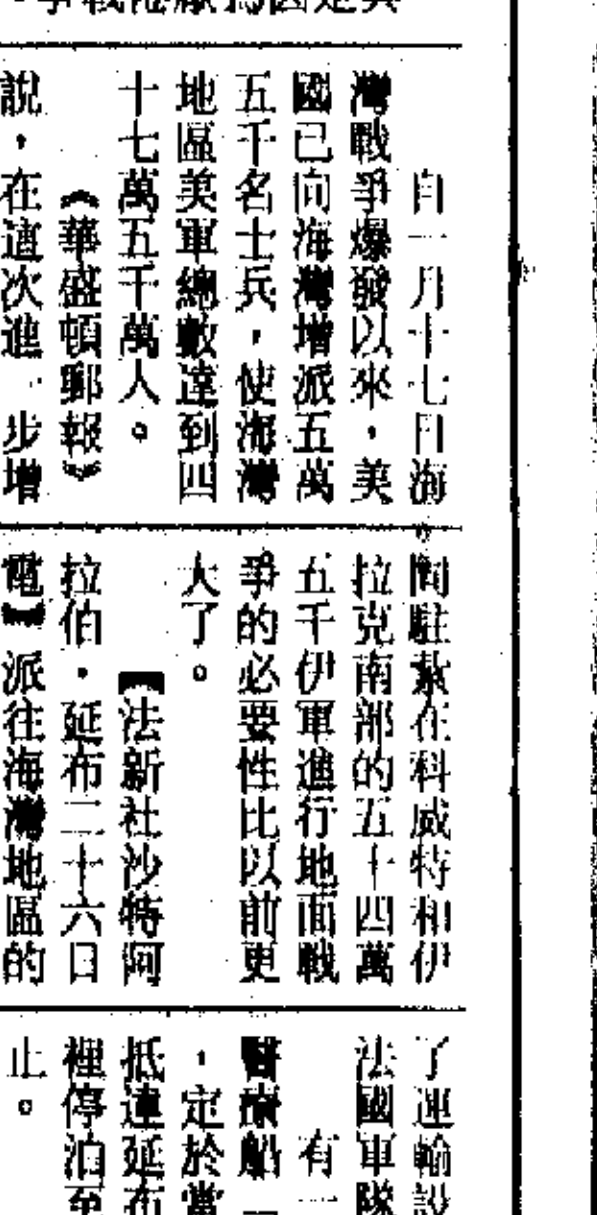 自一月十七日海
灣戰爭爆發以來，美
國已向海灣增派五萬
五千名士兵，使海灣
地區美軍總數達到四
十七萬五千萬人。
《華盛頓郵報》
說，在這次進一步增
駐紮在科威特和伊
拉克南部的五十四萬
五千伊軍進行地面戰
爭的必要性比以前更
大了。
【法新社沙特阿
拉伯·延布二十六日
電】派往海灣地區的
了運輸設
法國軍隊
有一
醫療船
，定於當
抵達延布
裡停泊至
止。